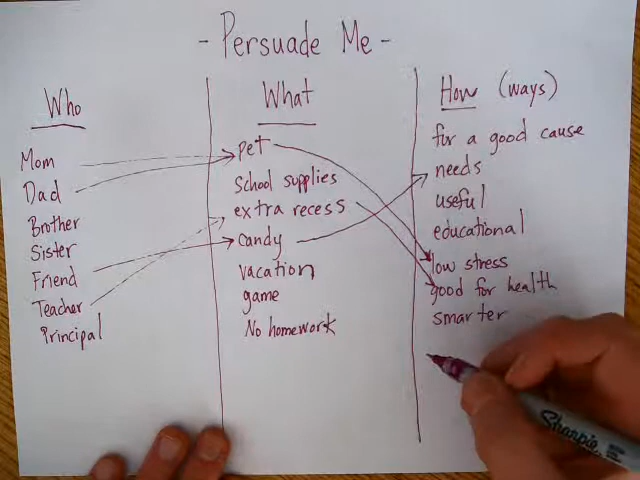 - Persuade Me -
Who
Mom
Dad
Brother
Sister
Friend
Teacher
Principal
What
pet
School supplies
extra recess
candy
vacation
game
No homework
How (ways)
for a good cause
needs
useful
educational
low stress
good for health
smarter
Sharpie